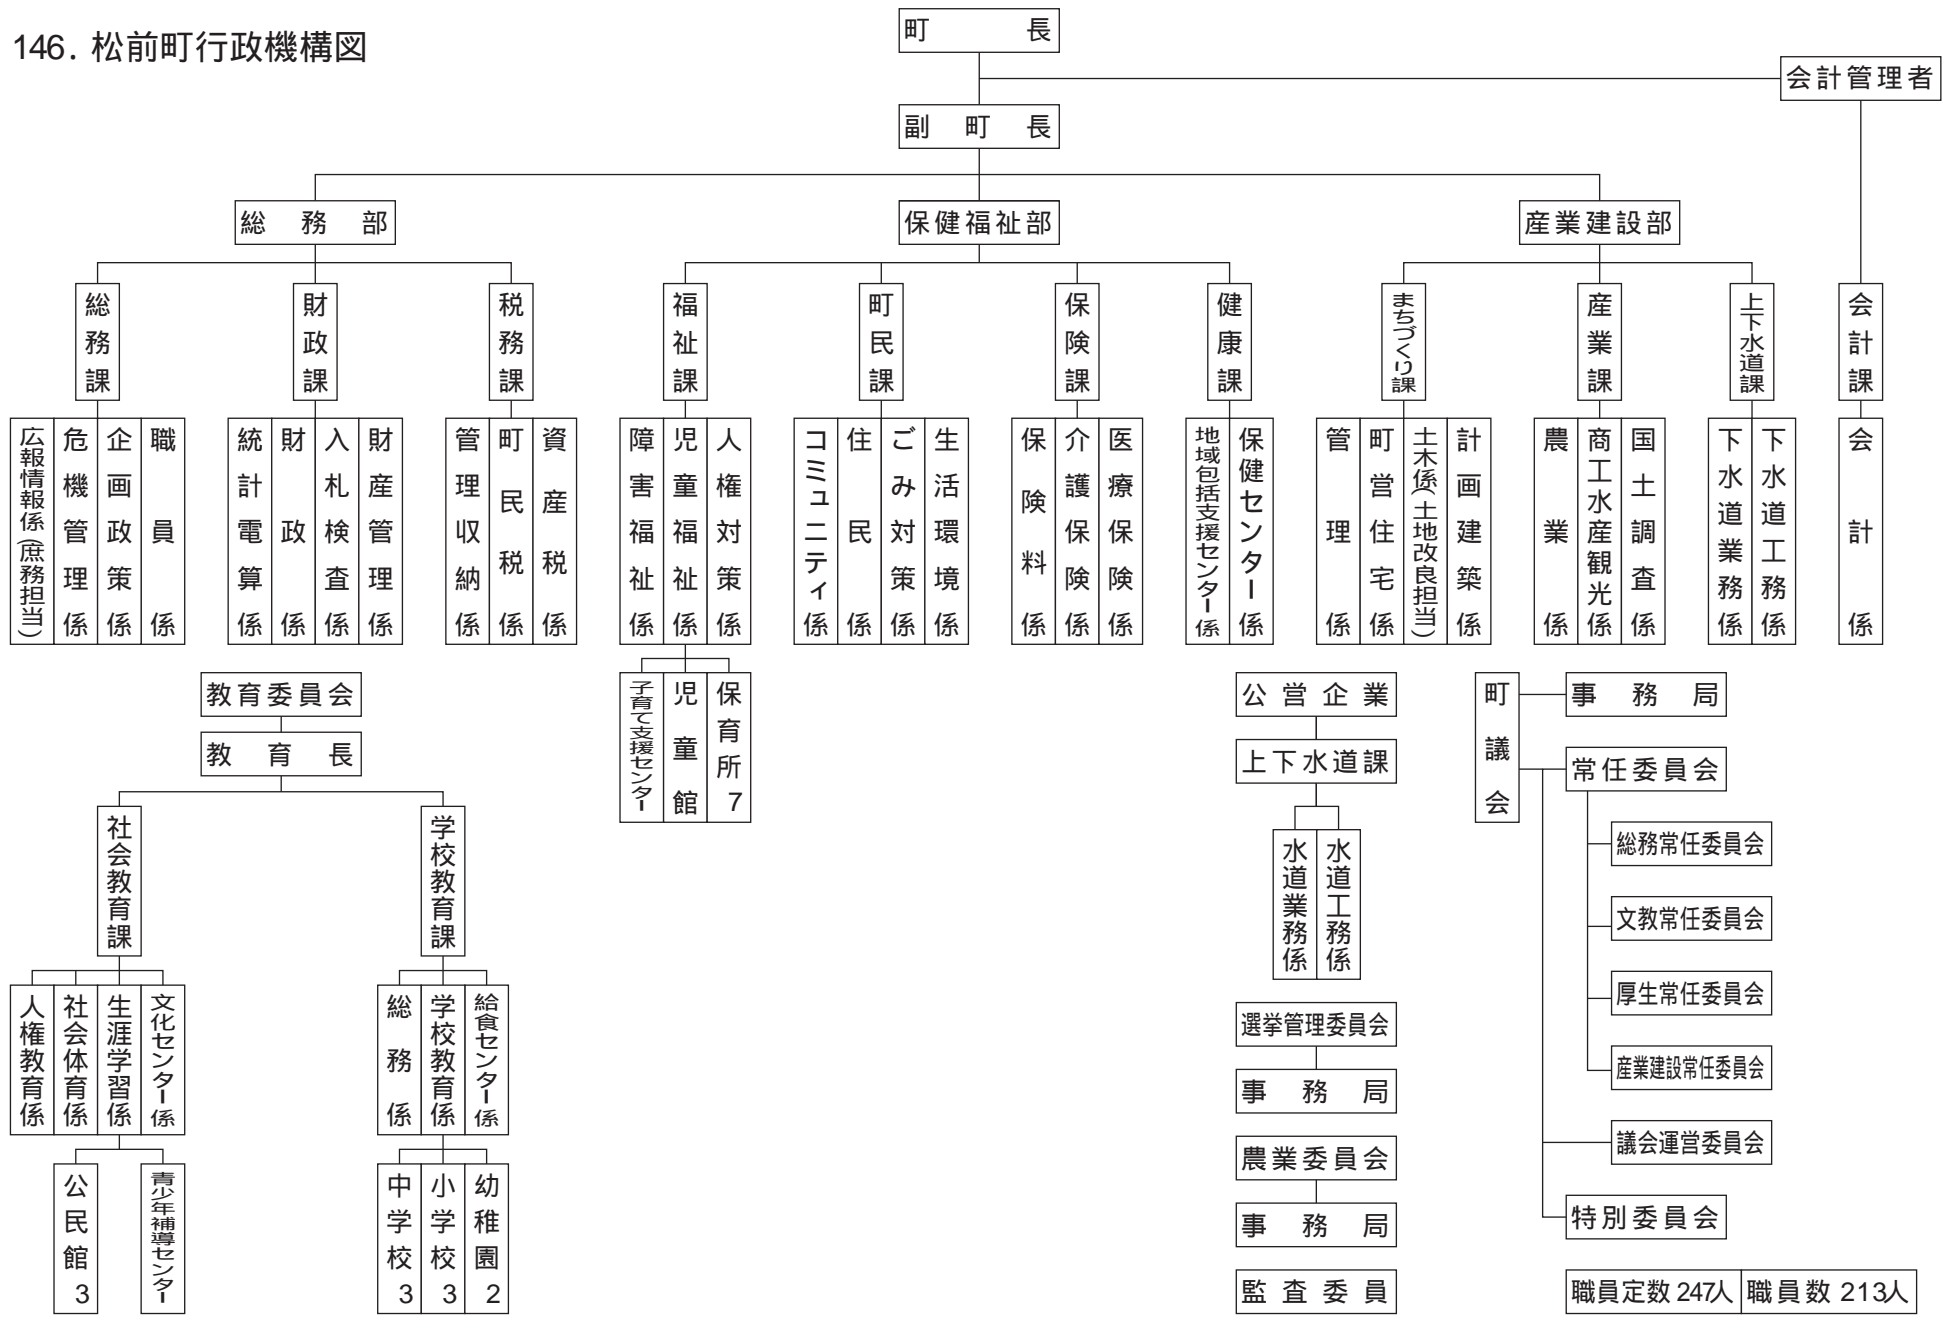 146. 松前町行政機構図
町長
会計管理者
副町長
総務部
保健福祉部
産業建設部
総務課
財政課
税務課
福祉課
町民課
保険課
健康課
まちづくり課
産業課
上下水道課
会計課
広報情報係(庶務担当)
危機管理係
企画政策係
職員係
統計電算係
財政係
入札検査係
財産管理係
管理収納係
町民税係
資産税係
障害福祉係
児童福祉係
人権対策係
コミュニティ係
住民係
ごみ対策係
生活環境係
保険料係
介護保険係
医療保険係
地域包括支援センター係
保健センター係
管理係
町営住宅係
土木係(土地改良担当)
計画建築係
農業係
商工水産観光係
国土調査係
下水道業務係
下水道工務係
会計係
子育て支援センター
児童館
保育所7
教育委員会
教育長
社会教育課
学校教育課
人権教育係
社会体育係
生涯学習係
文化センター係
総務係
学校教育係
給食センター係
公民館3
青少年補導センター
中学校3
小学校3
幼稚園2
公営企業
上下水道課
水道業務係
水道工務係
選挙管理委員会
事務局
農業委員会
事務局
監査委員
町議会
事務局
常任委員会
総務常任委員会
文教常任委員会
厚生常任委員会
産業建設常任委員会
議会運営委員会
特別委員会
職員定数 247人
職員数 213人